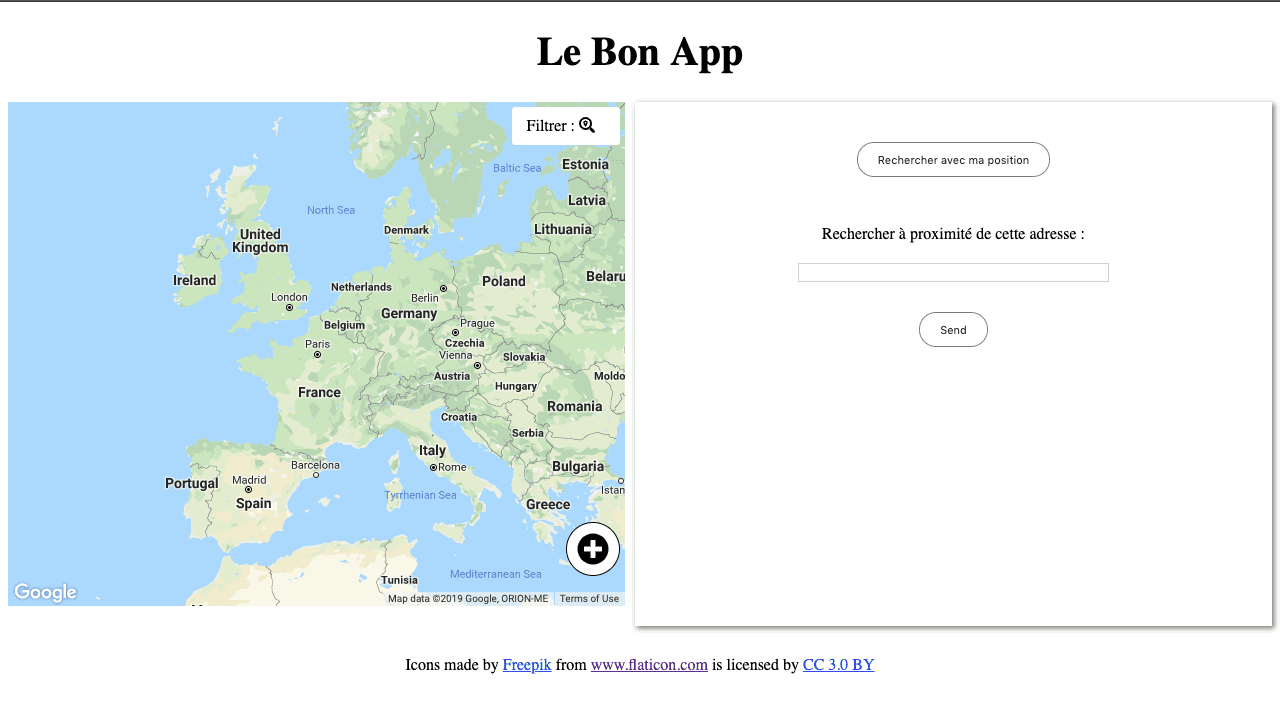 Le Bon App
Filtrer :
Estonia
Baltic Sea
Latvia
North Sea
Denmark
Lithuania
United
Kingdom
Belaru
Ireland
Netherlands
Poland
London
Berlin
Germany
Belgium
Prague
Paris
Czechia
Vienna
Slovakia
Austria
Moldo
Hungary
France
Romania
Croatia
Serbia
Italy
Barcelona
Rome
Bulgaria
Madrid
Portugal
Istan
Tyrrhenian Sea
Spain
Greece
Mediterranean Sea
Tunisia
Google
Map data ©2019 Google, ORION-ME
Terms of Use
Rechercher avec ma position
Rechercher à proximité de cette adresse :
Send
Icons made by Freepik from www.flaticon.com is licensed by CC 3.0 BY